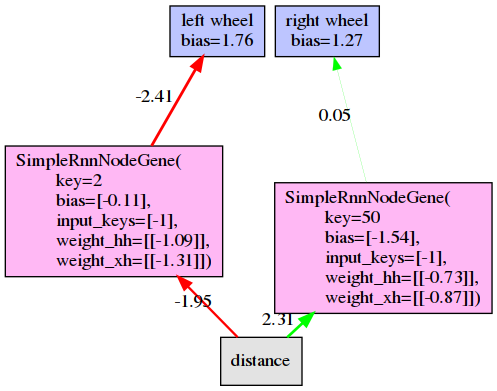 left wheel
bias=1.76
right wheel
bias=1.27
-2.41
0.05
SimpleRnnNodeGene(
key=2
bias=[-0.11],
input_keys=[-1],
weight_hh=[[-1.09]],
weight_xh=[[-1.31]])
SimpleRnnNodeGene(
key=50
bias=[-1.54],
input_keys=[-1],
weight_hh=[[-0.73]],
weight_xh=[[-0.87]])
-1.95
2.31
distance